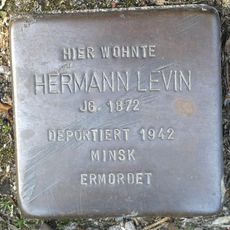 HIER WOHNTE
HERMANN LEVIN
JG. 1872
DEPORTIERT 1942
MINSK
ERMORDET